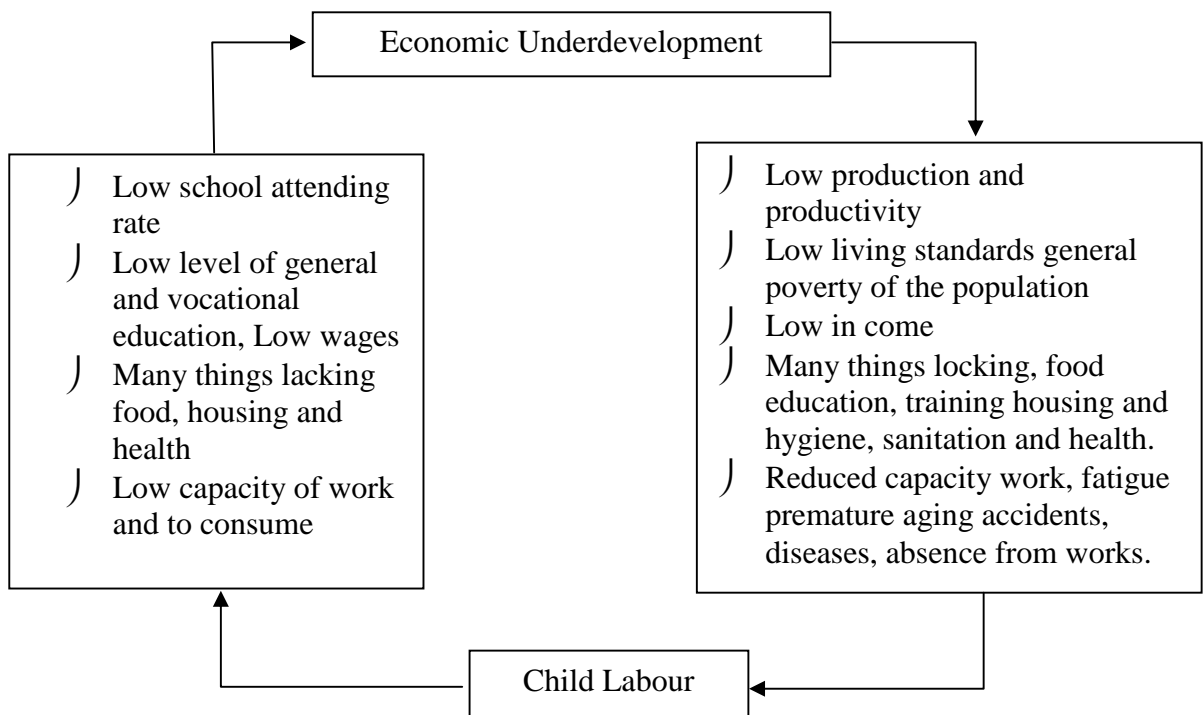 Economic Underdevelopment
Low school attending
rate
Low level of general
and vocational
education, Low wages
Many things lacking
food, housing and
health
Low capacity of work
and to consume
Low production and
productivity
Low living standards general
poverty of the population
Low in come
Many things locking, food
education, training housing and
hygiene, sanitation and health.
Reduced capacity work, fatigue
premature aging accidents,
diseases, absence from works.
Child Labour